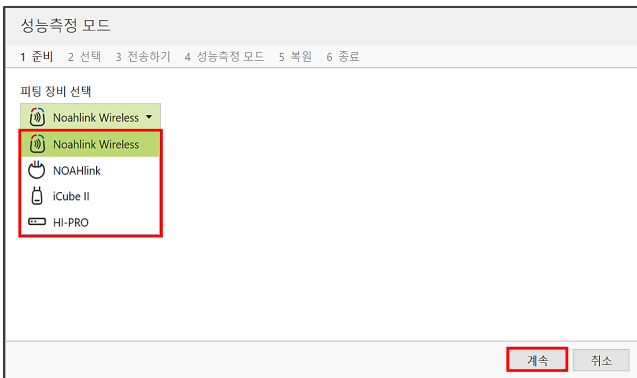 성능측정 모드
1 준비 2 선택 3 전송하기 4 성능측정 모드 5 복원 6 종료
피팅 장비 선택
Noahlink Wireless
Noahlink Wireless
NOAHlink
iCube II
HI-PRO
계속 취소